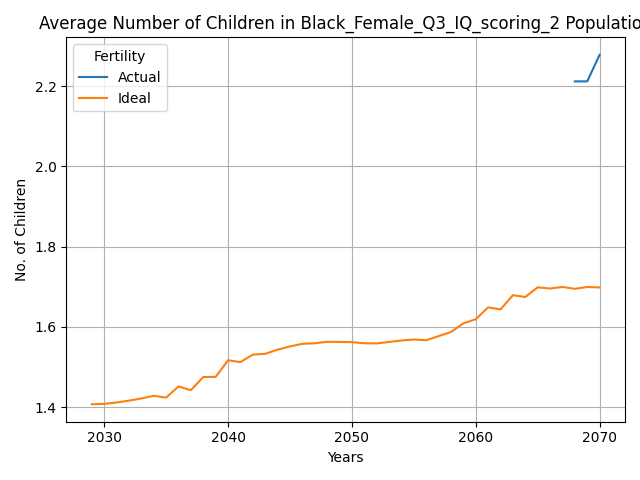 Average Number of Children in Black_Female_Q3_IQ_scoring_2 Populatio
Fertility
Actual
Ideal
No. of Children
2.2
2.0
1.8
1.6
1.4
2030 2040 2050 2060 2070
Years